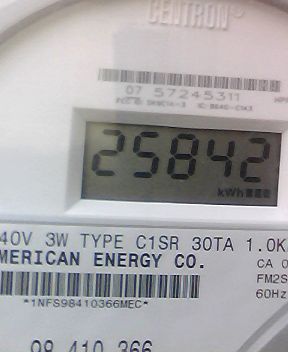 CENTRON®
07 57245311
25842
kWh
40V 3W TYPE C1SR 30TA 1.0K
MERICAN ENERGY CO.
CA 0
FM2S
60Hz
*1NFS98410366MEC*
98 410 366